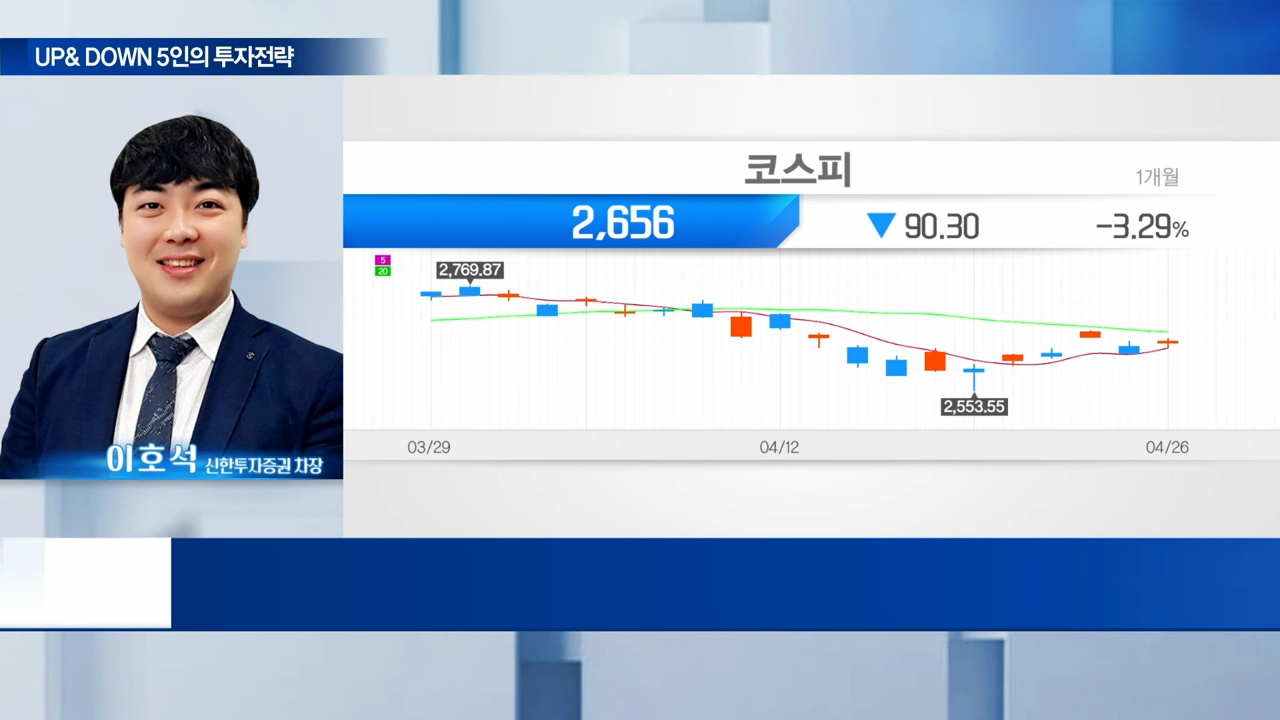 UP& DOWN 5인의 투자전략
코스피
1개월
2,656
▼ 90.30
-3.29%
5
20
2,769.87
2,553.55
03/29
04/12
04/26
이호석 신한투자증권 차장